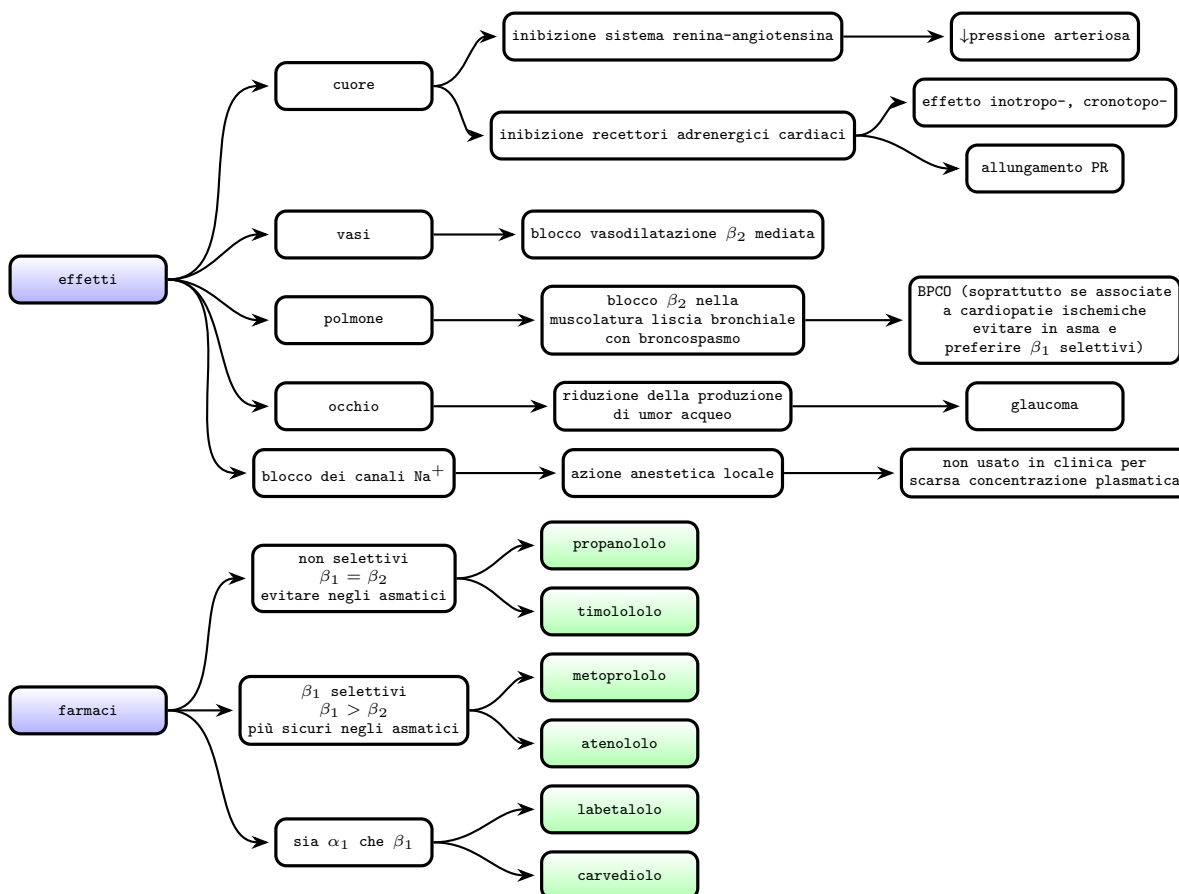 inibizione sistema renina-angiotensina
↓pressione arteriosa
cuore
effetto inotropo-, cronotopo-
inibizione recettori adrenergici cardiaci
allungamento PR
vasi
blocco vasodilatazione β₂ mediata
effetti
polmone
blocco β₂ nella
muscolatura liscia bronchiale
con broncospasmo
BPCO (soprattutto se associate
a cardiopatie ischemiche
evitare in asma e
preferire β₁ selettivi)
occhio
riduzione della produzione
di umor acqueo
glaucoma
blocco dei canali Na⁺
azione anestetica locale
non usato in clinica per
scarsa concentrazione plasmatica
farmaci
non selettivi
β₁ = β₂
evitare negli asmatici
propanololo
timolololo
β₁ selettivi
β₁ > β₂
più sicuri negli asmatici
metoprololo
atenololo
sia α₁ che β₁
labetalolo
carvediolo